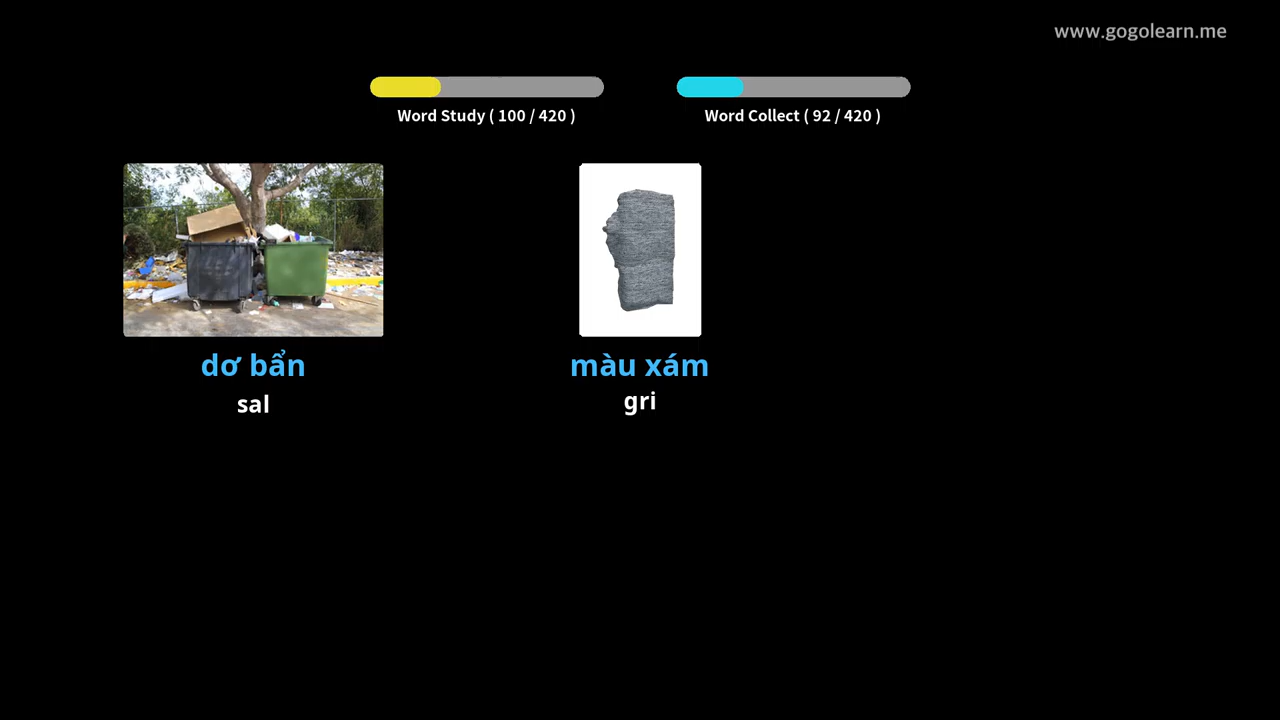 www.gogolearn.me
Word Study ( 100 / 420 )
Word Collect ( 92 / 420 )
dơ bẩn
sal
màu xám
gri